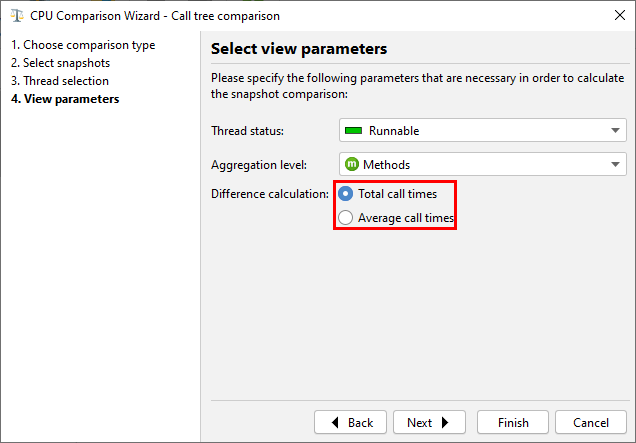 CPU Comparison Wizard - Call tree comparison
1. Choose comparison type
2. Select snapshots
3. Thread selection
4. View parameters
Select view parameters
Please specify the following parameters that are necessary in order to calculate
the snapshot comparison:
Thread status: Runnable
Aggregation level: m Methods
Difference calculation: Total call times
Average call times
Back Next Finish Cancel